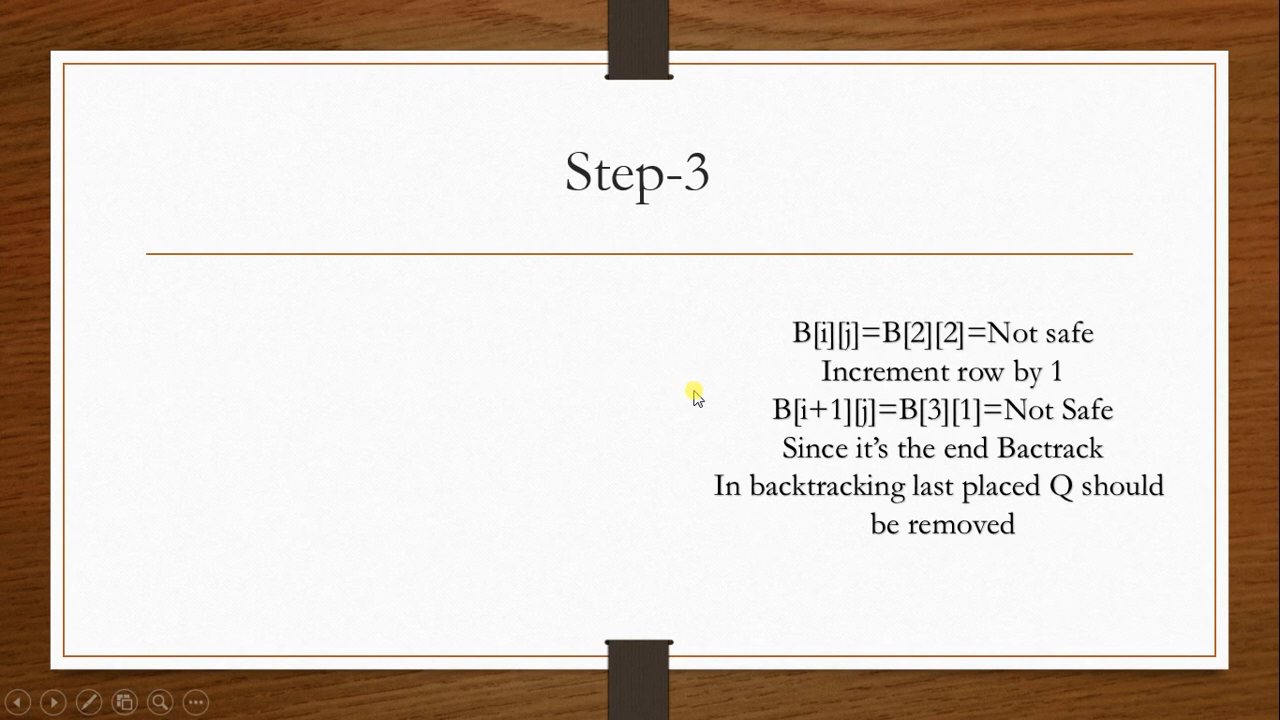 Step-3
B[i][j]=B[2][2]=Not safe
Increment row by 1
B[i+1][j]=B[3][1]=Not Safe
Since it’s the end Bactrack
In backtracking last placed Q should
be removed